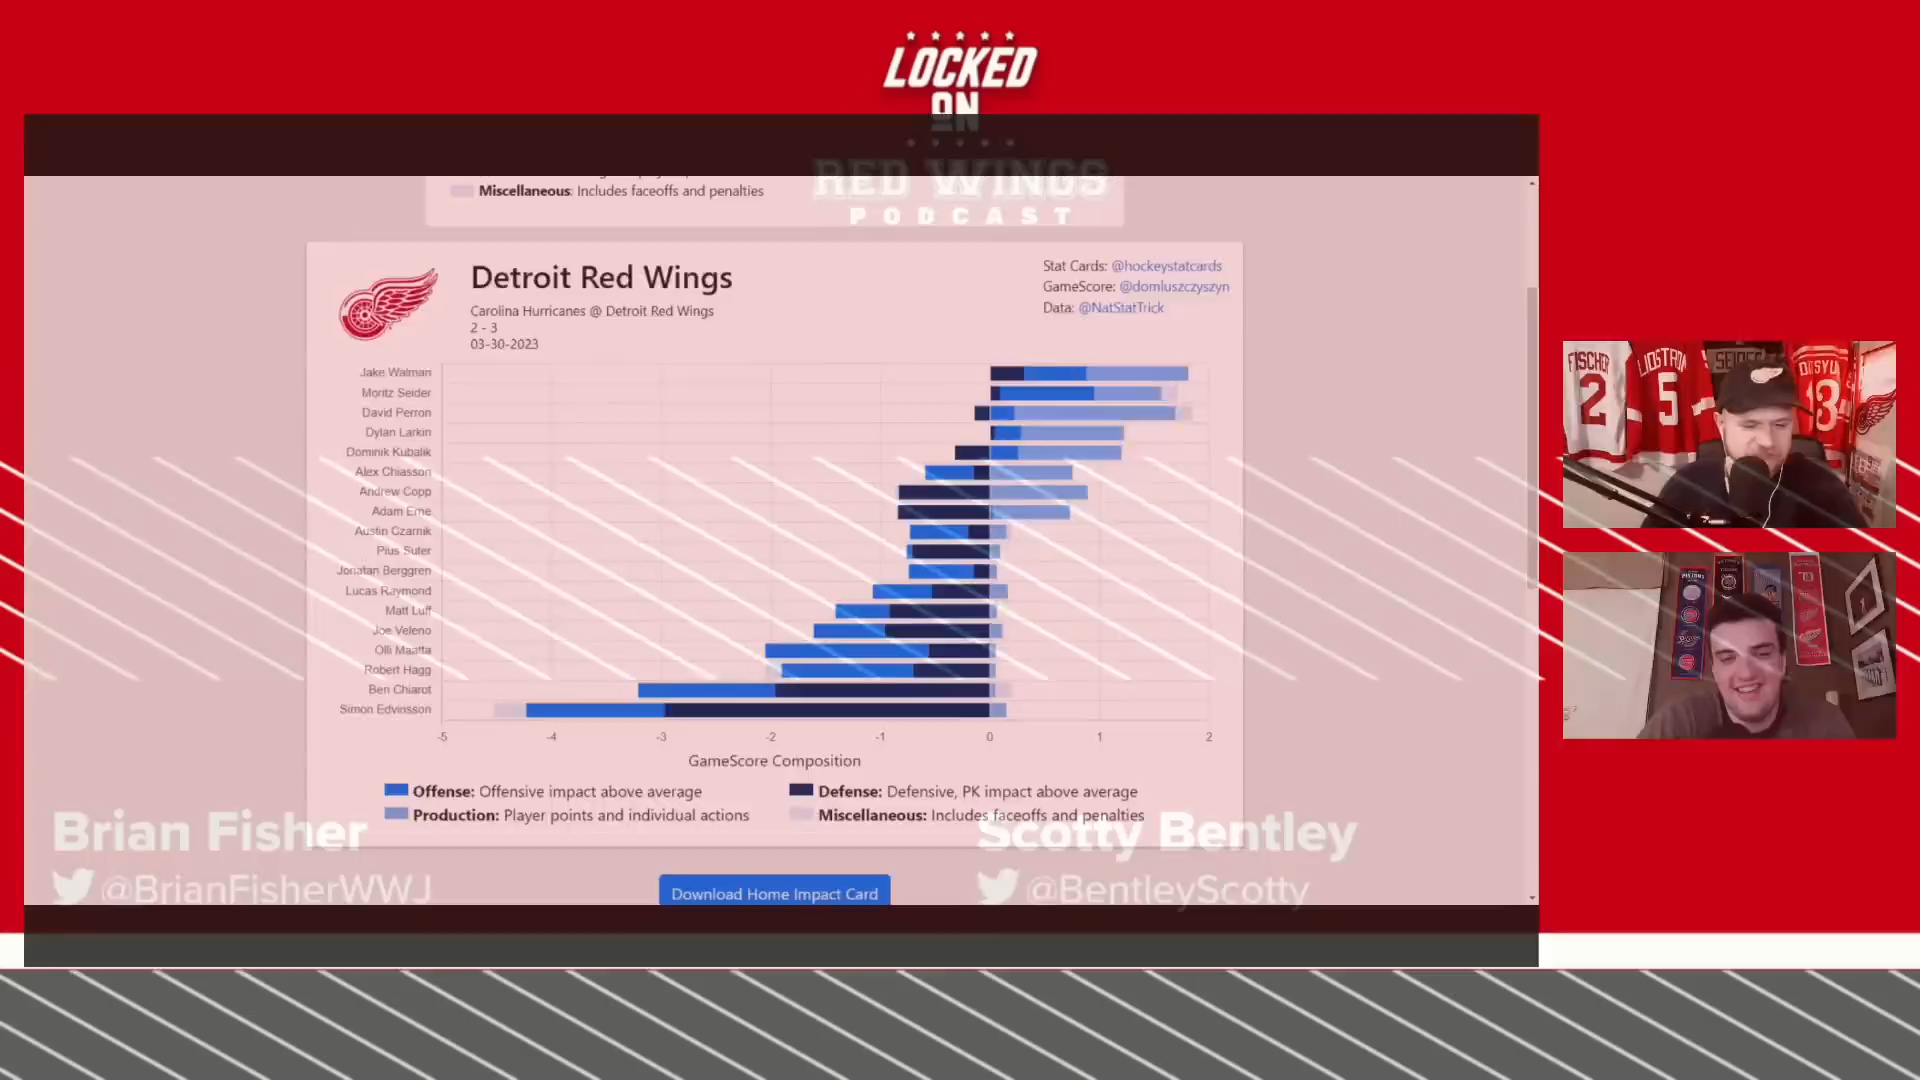 LOCKED
ON
RED WINGS
PODCAST
Miscellaneous: Includes faceoffs and penalties
Detroit Red Wings
Carolina Hurricanes @ Detroit Red Wings
2 - 3
03-30-2023
Stat Cards: @hockeystatcards
GameScore: @domluszczyszyn
Data: @NatStatTrick
Jake Walman
Moritz Seider
David Perron
Dylan Larkin
Dominik Kubalik
Alex Chiasson
Andrew Copp
Adam Erne
Austin Czarnik
Pius Suter
Jonatan Berggren
Lucas Raymond
Matt Luff
Joe Veleno
Olli Maatta
Robert Hagg
Ben Chiarot
Simon Edvinsson
-5 -4 -3 -2 -1 0 1 2
GameScore Composition
Offense: Offensive impact above average
Defense: Defensive, PK impact above average
Production: Player points and individual actions
Miscellaneous: Includes faceoffs and penalties
Brian Fisher
@BrianFisherWWJ
Scotty Bentley
@BentleyScotty
Download Home Impact Card
FISCHER
2
LIDSTROM
5
SEIDER
13
PISTONS